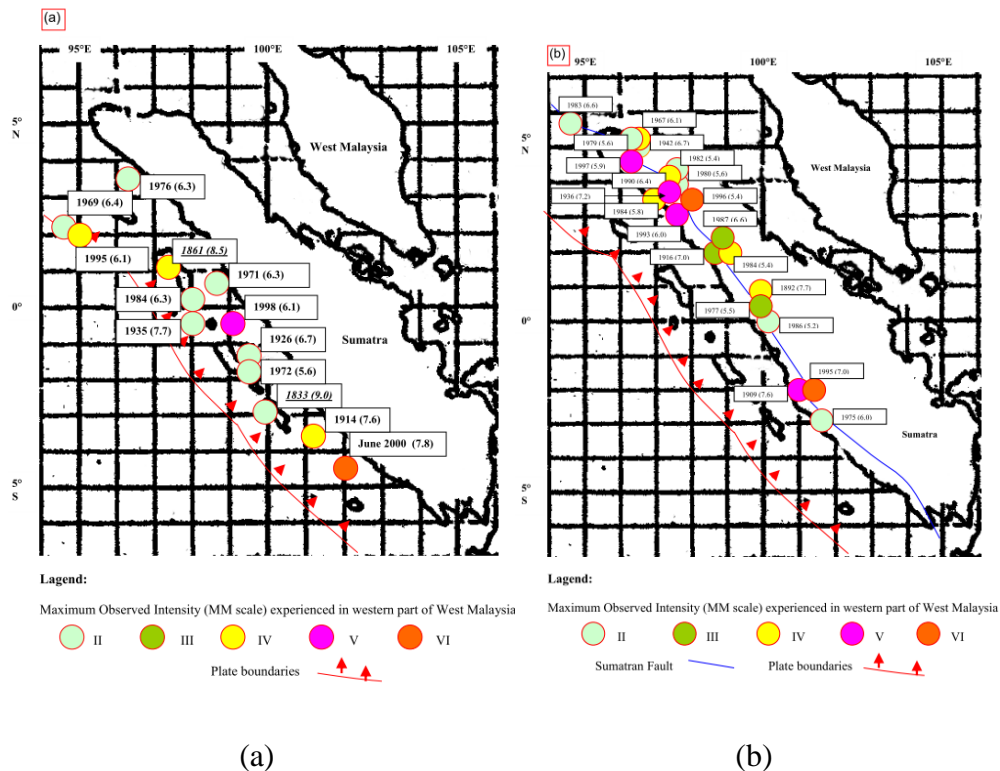 (a)
95°E
100°E
105°E
5°
N
West Malaysia
1976 (6.3)
1969 (6.4)
1861 (8.5)
1995 (6.1)
1971 (6.3)
1984 (6.3)
1998 (6.1)
0°
1935 (7.7)
1926 (6.7)
Sumatra
1972 (5.6)
1833 (9.0)
1914 (7.6)
June 2000 (7.8)
5°
S
Lagend:
Maximum Observed Intensity (MM scale) experienced in western part of West Malaysia
II III IV V VI
Plate boundaries
(b)
95°E
100°E
105°E
1983 (6.6)
1967 (6.1)
5°
N
1979 (5.6)
1942 (6.7)
West Malaysia
1982 (5.4)
1997 (5.9)
1980 (5.6)
1990 (6.4)
1936 (7.2)
1996 (5.4)
1984 (5.8)
1987 (6.6)
1993 (6.0)
1916 (7.0)
1984 (5.4)
1892 (7.7)
1977 (5.5)
0°
1986 (5.2)
1995 (7.0)
1909 (7.6)
1975 (6.0)
Sumatra
5°
S
Lagend:
Maximum Observed Intensity (MM scale) experienced in western part of West Malaysia
II III IV V VI
Sumatran Fault Plate boundaries
(a) (b)